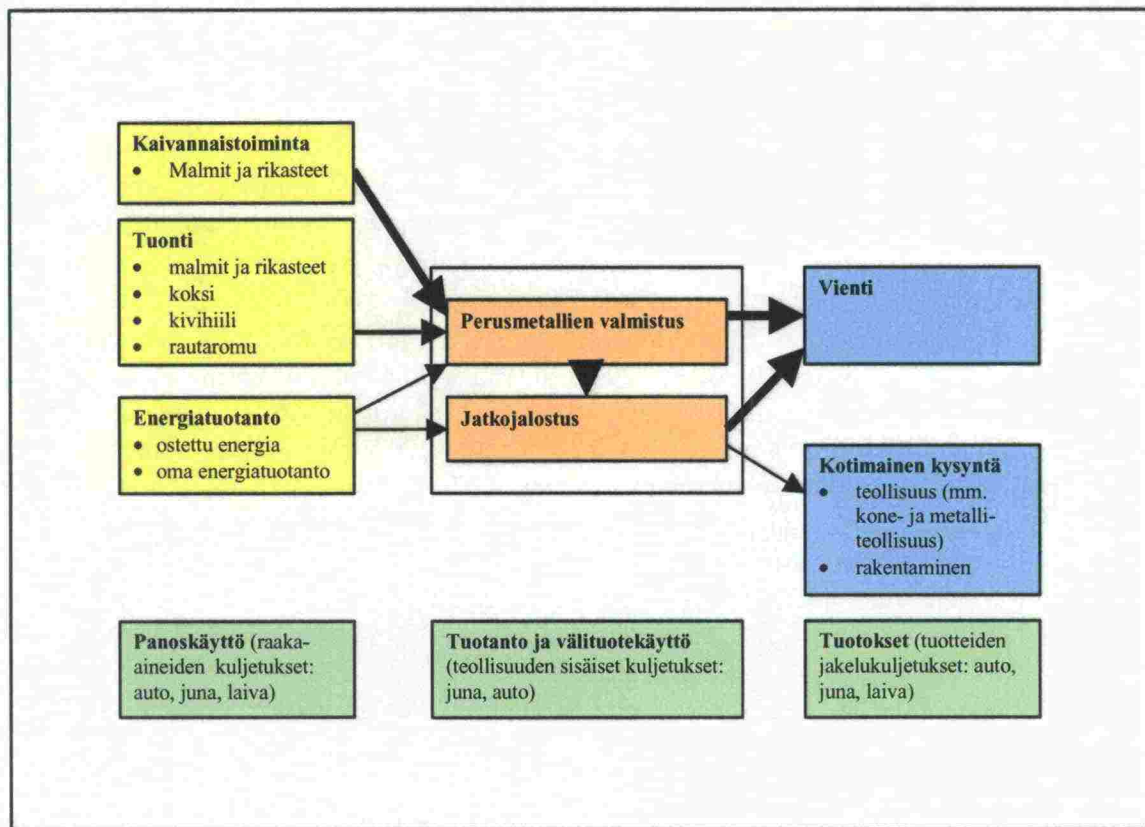 Kaivannaistoiminta
• Malmit ja rikasteet
Tuonti
• malmit ja rikasteet
• koksi
• kivihiili
• rautaromu
Energiatuotanto
• ostettu energia
• oma energiatuotanto
Perusmetallien valmistus
Jatkojalostus
Vienti
Kotimainen kysyntä
• teollisuus (mm.
kone- ja metalli-
teollisuus)
• rakentaminen
Panoskäyttö (raaka-
aineiden kuljetukset:
auto, juna, laiva)
Tuotanto ja välituotekäyttö
(teollisuuden sisäiset kuljetukset:
juna, auto)
Tuotokset (tuotteiden
jakelukuljetukset: auto,
juna, laiva)